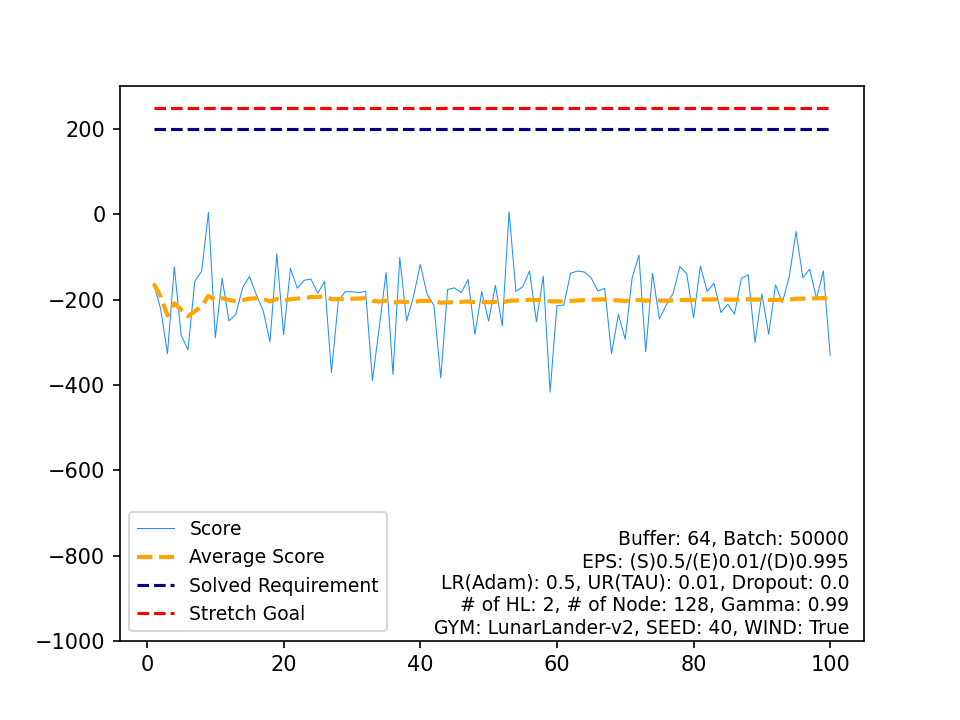 200
0
−200
−400
−600
−800
−1000
0 20 40 60 80 100
Score
Average Score
Solved Requirement
Stretch Goal
Buffer: 64, Batch: 50000
EPS: (S)0.5/(E)0.01/(D)0.995
LR(Adam): 0.5, UR(TAU): 0.01, Dropout: 0.0
# of HL: 2, # of Node: 128, Gamma: 0.99
GYM: LunarLander-v2, SEED: 40, WIND: True